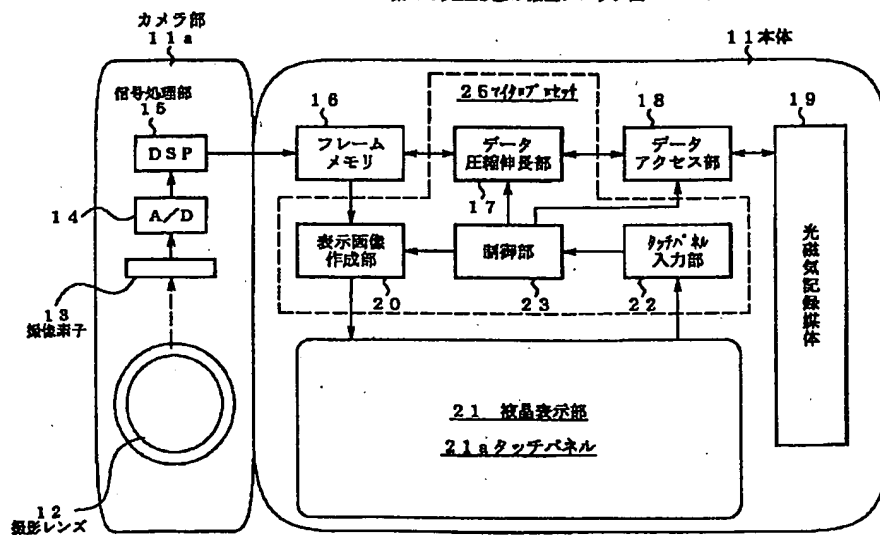 カメラ部
11a
11本体
信号処理部
15
DSP
14
A/D
13
撮像素子
12
撮影レンズ
16
フレーム
メモリ
25マイクロプロセッサ
データ
圧縮伸長部
17
18
データ
アクセス部
19
光磁気記録媒体
表示画像
作成部
20
制御部
23
タッチパネル
入力部
22
21 液晶表示部
21aタッチパネル